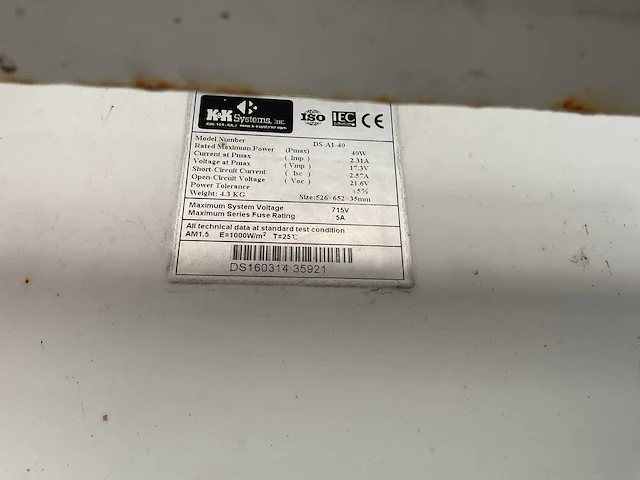 K&K Systems, INC.
ISO IEC CE
Model Number DS-A1-40
Rated Maximum Power (Pmax) 40W
Current at Pmax (Imp) 2.31A
Voltage at Pmax (Vmp) 17.3V
Short-Circuit Current (Isc) 2.57A
Open-Circuit Voltage (Voc) 21.6V
Power Tolerance ±5%
Weight: 4.3 KG Size:526*652*35mm
Maximum System Voltage 715V
Maximum Series Fuse Rating 5A
All technical data at standard test condition
AM1.5 E=1000W/m² T=25℃
DS160314 35921